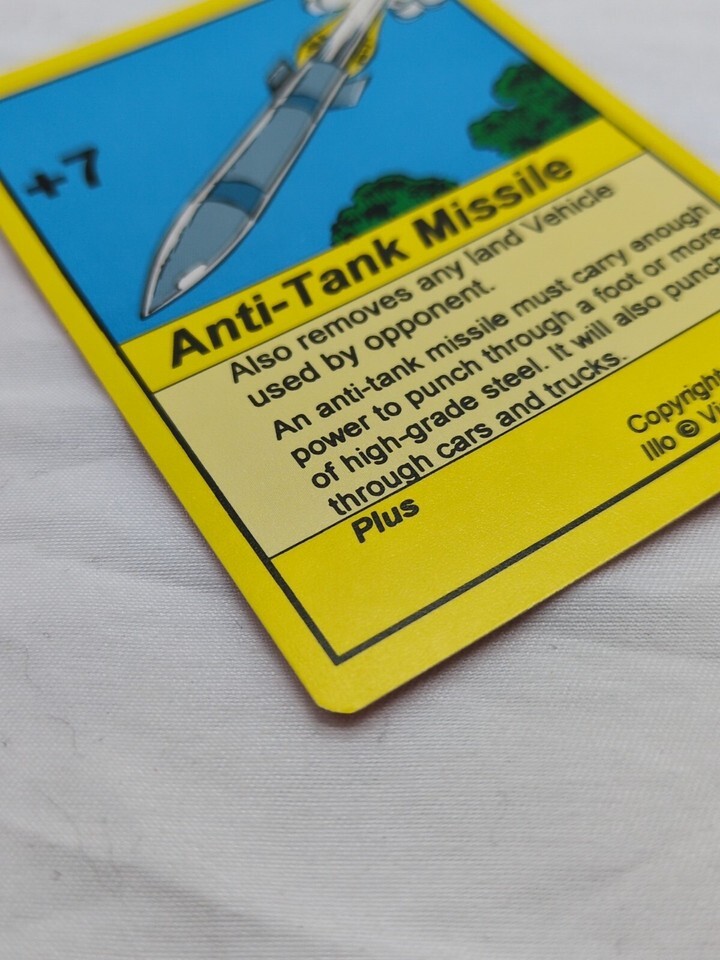 +7
Anti-Tank Missile
Also removes any land Vehicle
used by opponent.
An anti-tank missile must carry enough
power to punch through a foot or more
of high-grade steel. It will also punch
through cars and trucks.
Plus
Copyright
Illo ©